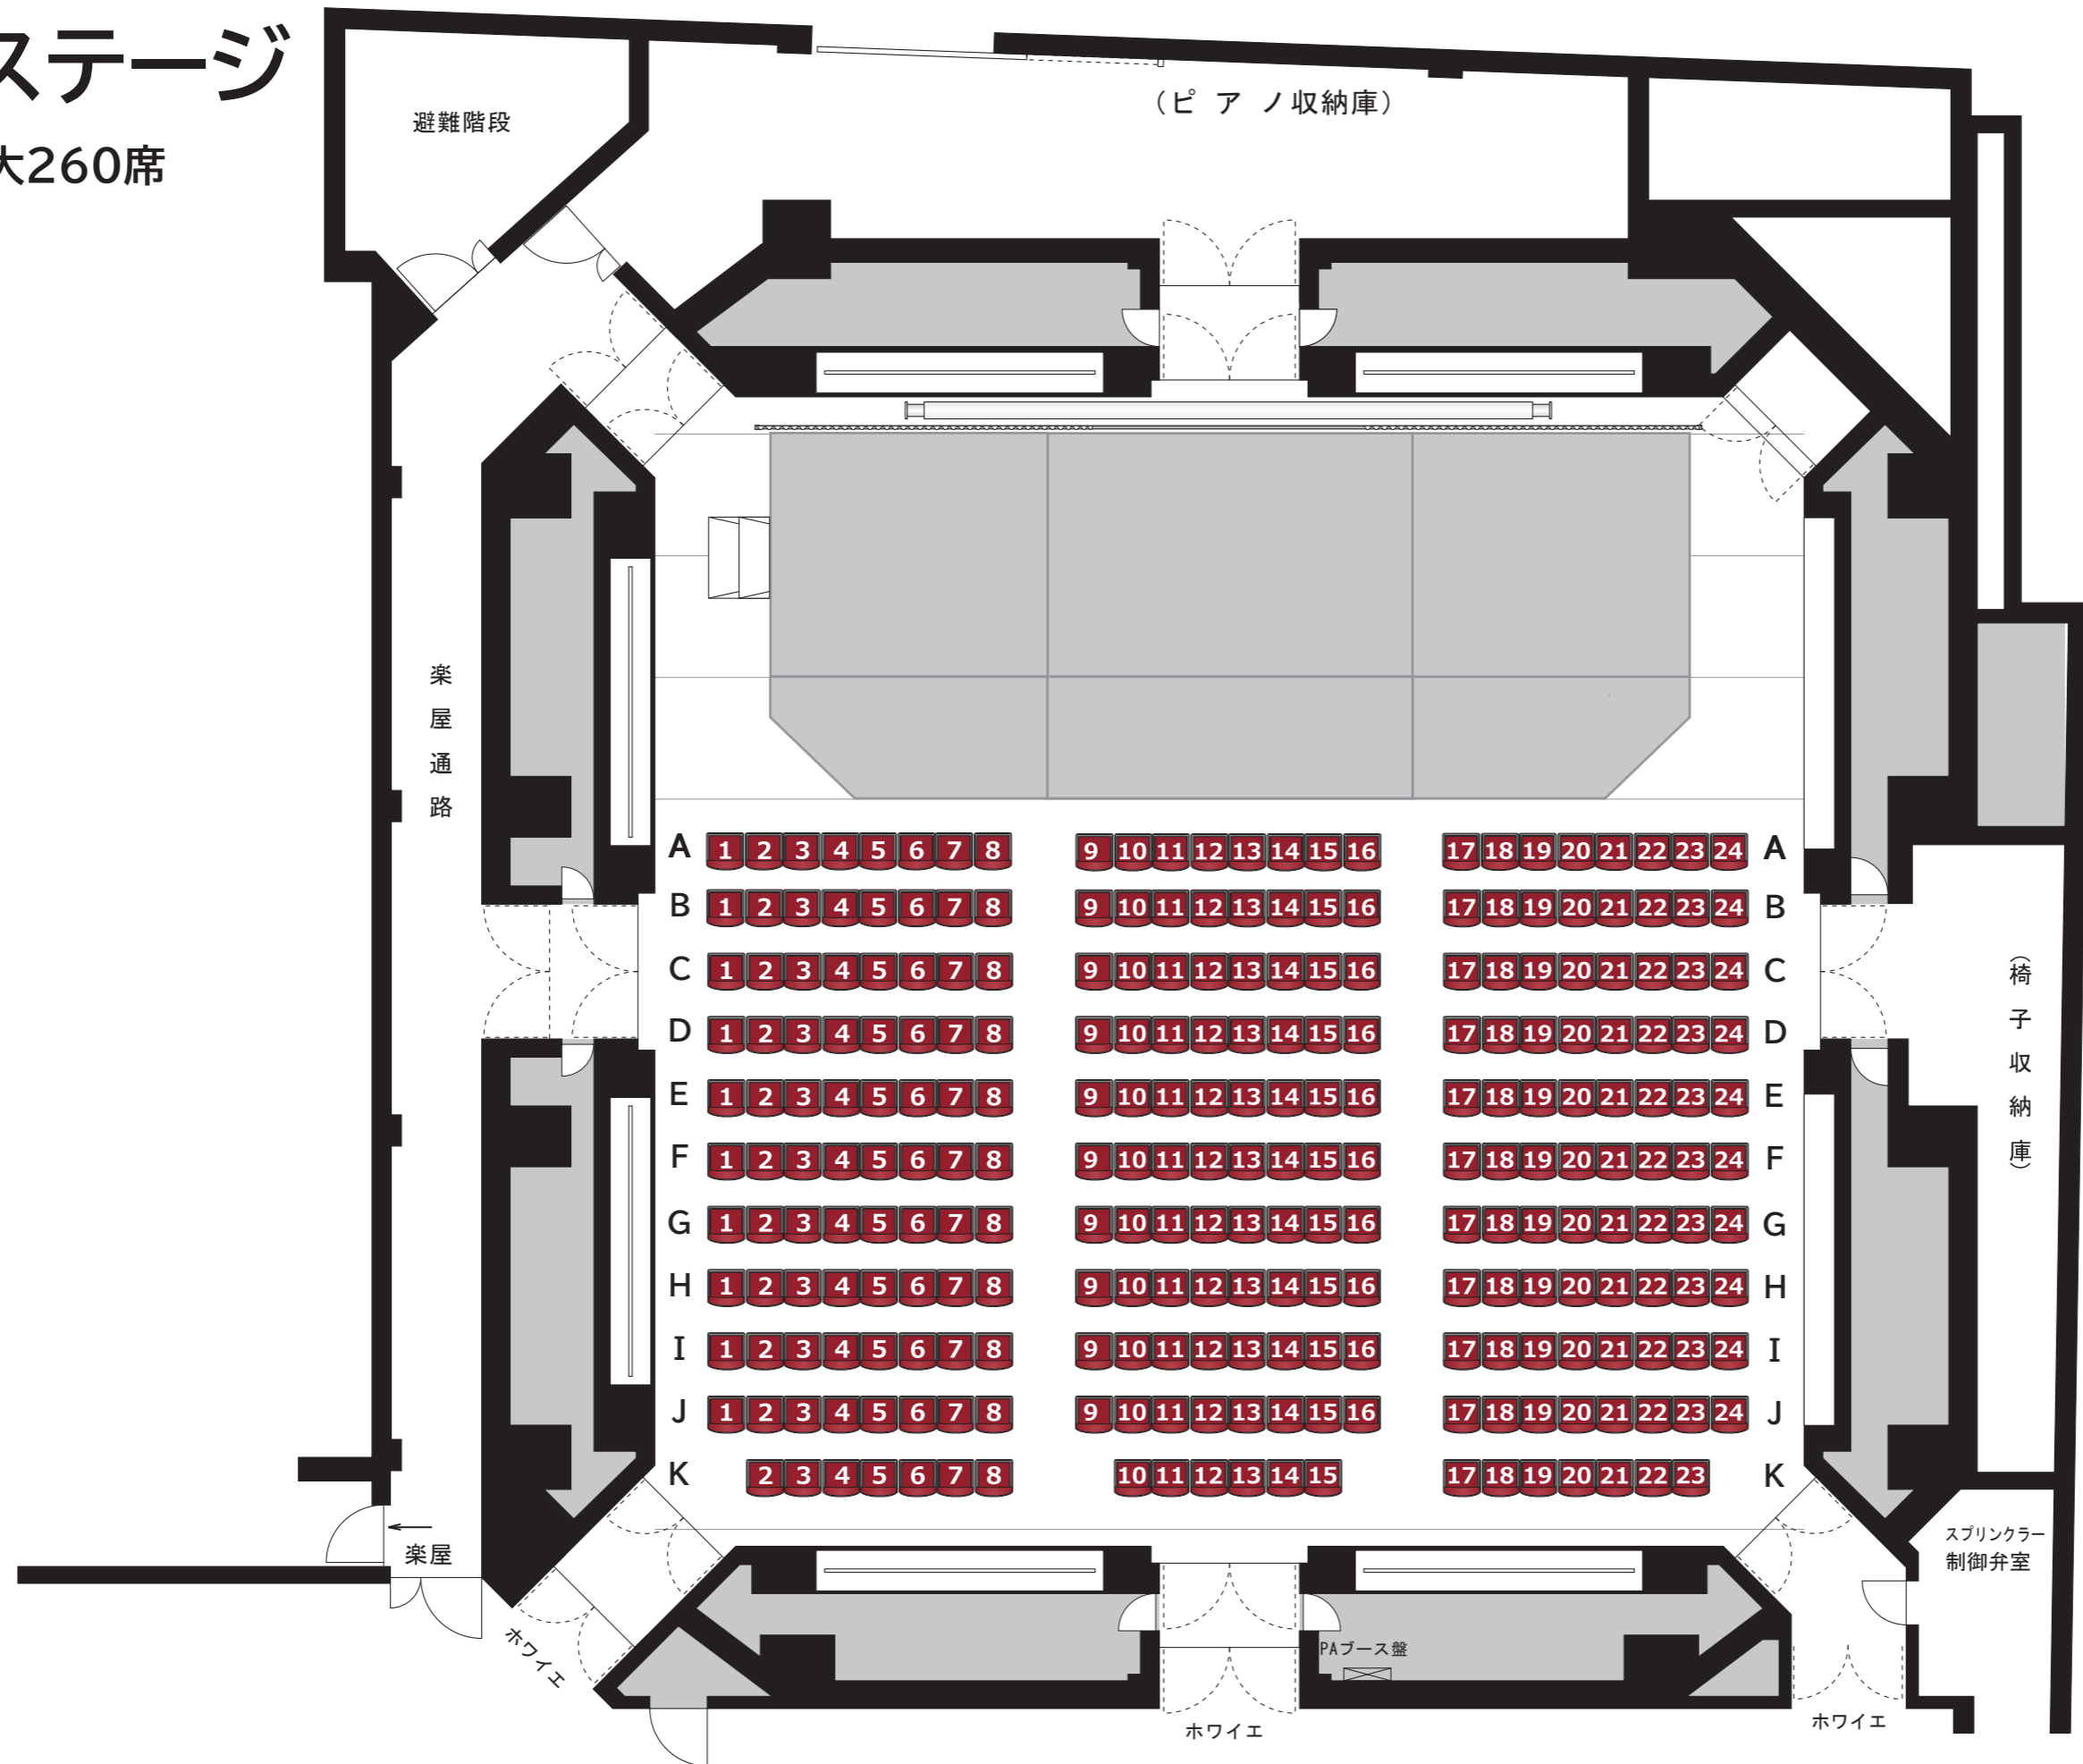 ステージ
大260席
避難階段
(ピアノ収納庫)
楽屋通路
A 1 2 3 4 5 6 7 8 9 10 11 12 13 14 15 16 17 18 19 20 21 22 23 24 A
B 1 2 3 4 5 6 7 8 9 10 11 12 13 14 15 16 17 18 19 20 21 22 23 24 B
C 1 2 3 4 5 6 7 8 9 10 11 12 13 14 15 16 17 18 19 20 21 22 23 24 C
(椅子収納庫)
D 1 2 3 4 5 6 7 8 9 10 11 12 13 14 15 16 17 18 19 20 21 22 23 24 D
E 1 2 3 4 5 6 7 8 9 10 11 12 13 14 15 16 17 18 19 20 21 22 23 24 E
F 1 2 3 4 5 6 7 8 9 10 11 12 13 14 15 16 17 18 19 20 21 22 23 24 F
G 1 2 3 4 5 6 7 8 9 10 11 12 13 14 15 16 17 18 19 20 21 22 23 24 G
H 1 2 3 4 5 6 7 8 9 10 11 12 13 14 15 16 17 18 19 20 21 22 23 24 H
I 1 2 3 4 5 6 7 8 9 10 11 12 13 14 15 16 17 18 19 20 21 22 23 24 I
J 1 2 3 4 5 6 7 8 9 10 11 12 13 14 15 16 17 18 19 20 21 22 23 24 J
K 2 3 4 5 6 7 8 10 11 12 13 14 15 17 18 19 20 21 22 23 K
楽屋
スプリンクラー
制御弁室
ホワイエ
PAブース盤
ホワイエ
ホワイエ